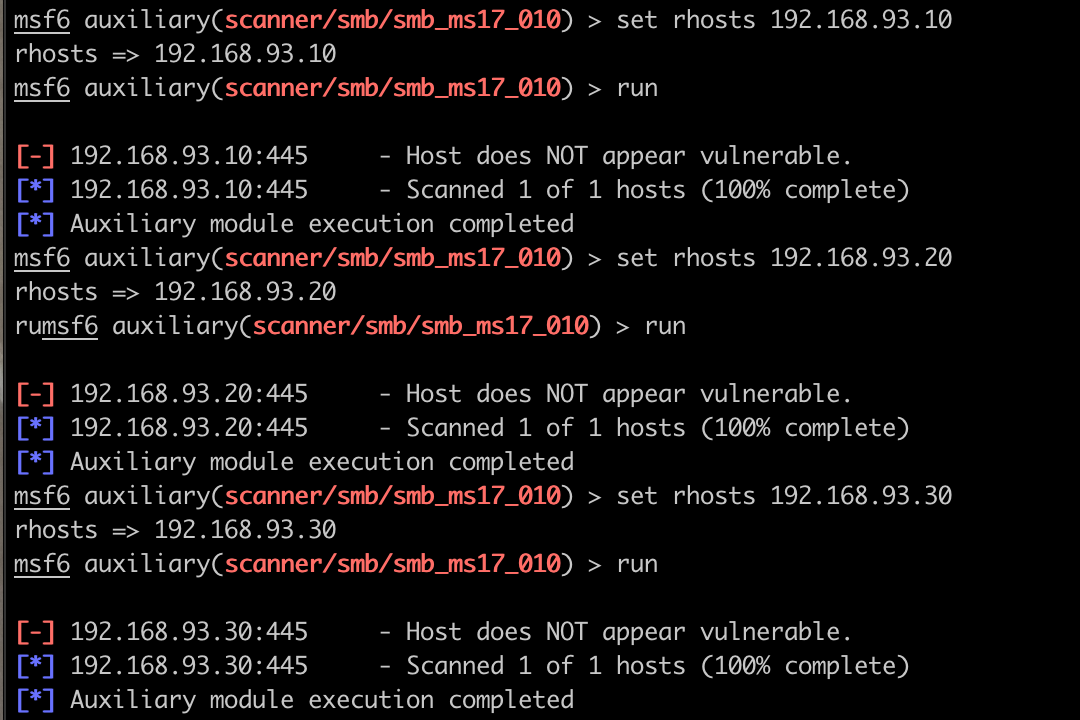 msf6 auxiliary(scanner/smb/smb_ms17_010) > set rhosts 192.168.93.10
rhosts => 192.168.93.10
msf6 auxiliary(scanner/smb/smb_ms17_010) > run
[-] 192.168.93.10:445     - Host does NOT appear vulnerable.
[*] 192.168.93.10:445     - Scanned 1 of 1 hosts (100% complete)
[*] Auxiliary module execution completed
msf6 auxiliary(scanner/smb/smb_ms17_010) > set rhosts 192.168.93.20
rhosts => 192.168.93.20
rumsf6 auxiliary(scanner/smb/smb_ms17_010) > run
[-] 192.168.93.20:445     - Host does NOT appear vulnerable.
[*] 192.168.93.20:445     - Scanned 1 of 1 hosts (100% complete)
[*] Auxiliary module execution completed
msf6 auxiliary(scanner/smb/smb_ms17_010) > set rhosts 192.168.93.30
rhosts => 192.168.93.30
msf6 auxiliary(scanner/smb/smb_ms17_010) > run
[-] 192.168.93.30:445     - Host does NOT appear vulnerable.
[*] 192.168.93.30:445     - Scanned 1 of 1 hosts (100% complete)
[*] Auxiliary module execution completed